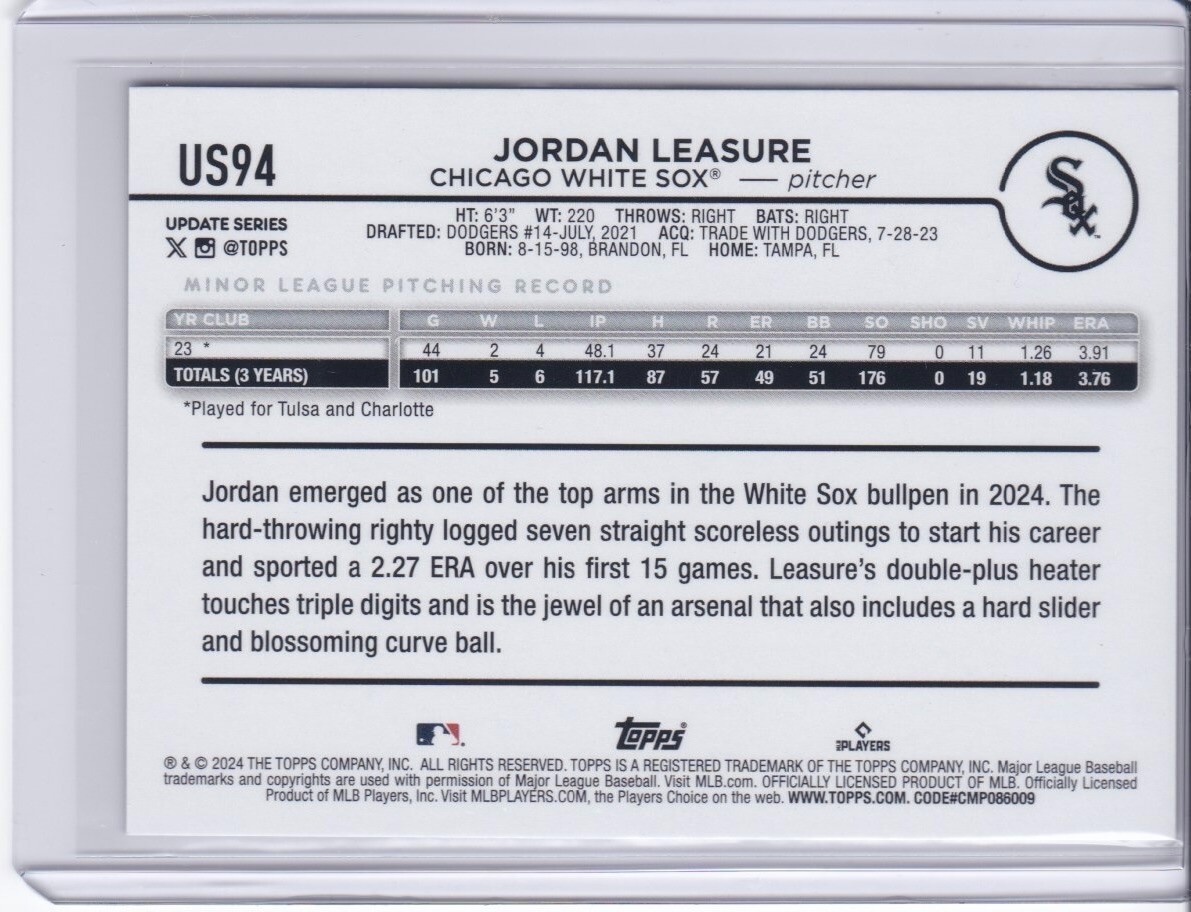 US94
JORDAN LEASURE
CHICAGO WHITE SOX® — pitcher
Sox™
UPDATE SERIES
@TOPPS
HT: 6'3" WT: 220 THROWS: RIGHT BATS: RIGHT
DRAFTED: DODGERS #14-JULY, 2021 ACQ: TRADE WITH DODGERS, 7-28-23
BORN: 8-15-98, BRANDON, FL HOME: TAMPA, FL
MINOR LEAGUE PITCHING RECORD
YR CLUB G W L IP H R ER BB SO SHO SV WHIP ERA
23 * 44 2 4 48.1 37 24 21 24 79 0 11 1.26 3.91
TOTALS (3 YEARS) 101 5 6 117.1 87 57 49 51 176 0 19 1.18 3.76
*Played for Tulsa and Charlotte
Jordan emerged as one of the top arms in the White Sox bullpen in 2024. The
hard-throwing righty logged seven straight scoreless outings to start his career
and sported a 2.27 ERA over his first 15 games. Leasure's double-plus heater
touches triple digits and is the jewel of an arsenal that also includes a hard slider
and blossoming curve ball.
topps® MLB PLAYERS
® & © 2024 THE TOPPS COMPANY, INC. ALL RIGHTS RESERVED. TOPPS IS A REGISTERED TRADEMARK OF THE TOPPS COMPANY, INC. Major League Baseball
trademarks and copyrights are used with permission of Major League Baseball. Visit MLB.com. OFFICIALLY LICENSED PRODUCT OF MLB. Officially Licensed
Product of MLB Players, Inc. Visit MLBPLAYERS.COM, the Players Choice on the web. WWW.TOPPS.COM. CODE#CMP086009